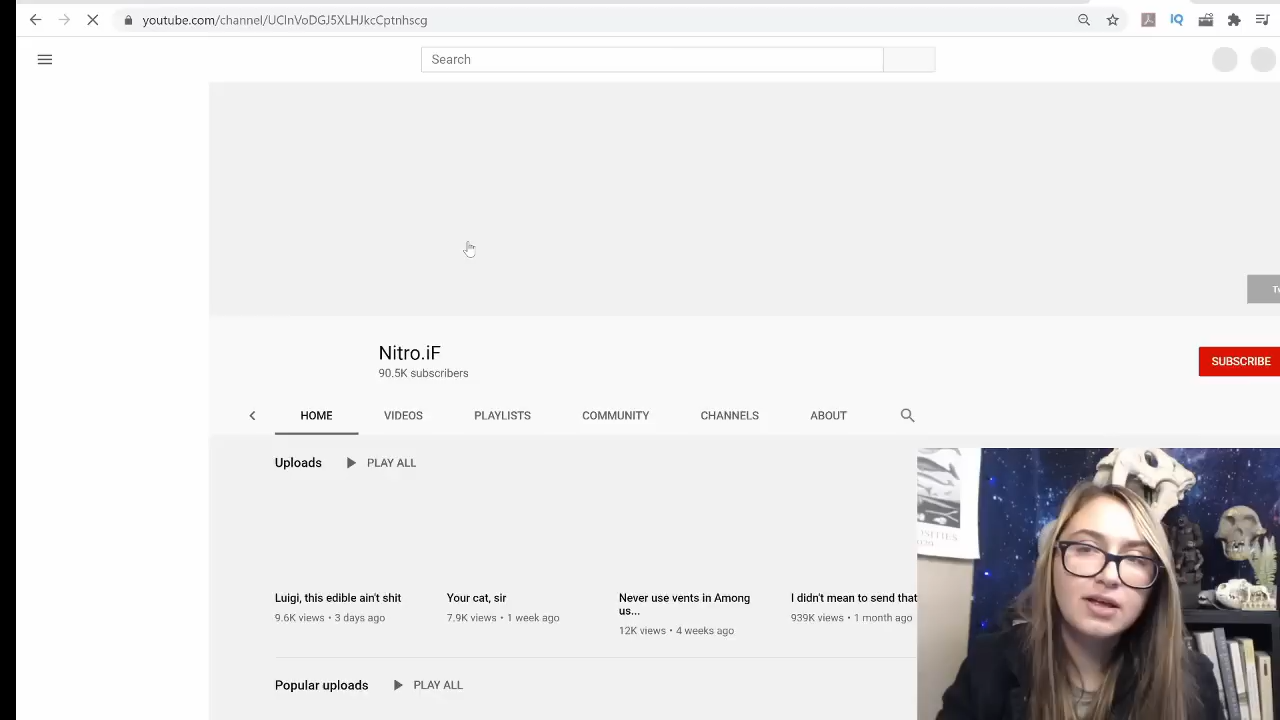 youtube.com/channel/UClnVoDGJ5XLHJkcCptnhscg
IQ
Search
Nitro.iF
90.5K subscribers
SUBSCRIBE
HOME VIDEOS PLAYLISTS COMMUNITY CHANNELS ABOUT
Uploads PLAY ALL
Luigi, this edible ain't shit
9.6K views • 3 days ago
Your cat, sir
7.9K views • 1 week ago
Never use vents in Among
us...
12K views • 4 weeks ago
I didn't mean to send that
939K views • 1 month ago
Popular uploads PLAY ALL